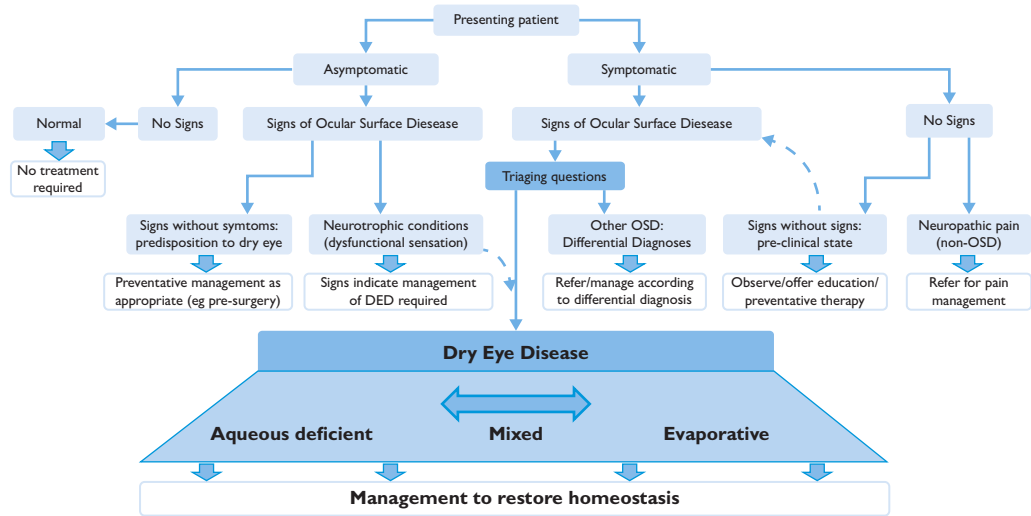 Presenting patient
Asymptomatic
Symptomatic
Normal
No Signs
Signs of Ocular Surface Diesease
Signs of Ocular Surface Diesease
No Signs
No treatment
required
Triaging questions
Signs without symtoms:
predisposition to dry eye
Neurotrophic conditions
(dysfunctional sensation)
Other OSD:
Differential Diagnoses
Signs without signs:
pre-clinical state
Neuropathic pain
(non-OSD)
Preventative management as
appropriate (eg pre-surgery)
Signs indicate management
of DED required
Refer/manage according
to differential diagnosis
Observe/offer education/
preventative therapy
Refer for pain
management
Dry Eye Disease
Aqueous deficient
Mixed
Evaporative
Management to restore homeostasis